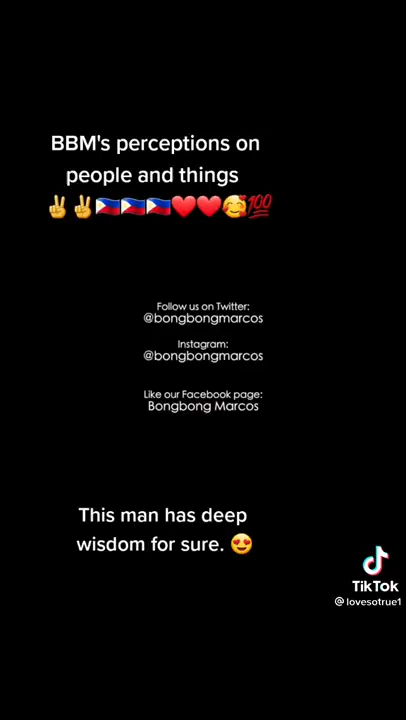 BBM's perceptions on
people and things
✌️✌️🇵🇭🇵🇭🇵🇭❤️❤️🥰💯
Follow us on Twitter:
@bongbongmarcos
Instagram:
@bongbongmarcos
Like our Facebook page:
Bongbong Marcos
This man has deep
wisdom for sure. 😍
TikTok
@lovesotrue1